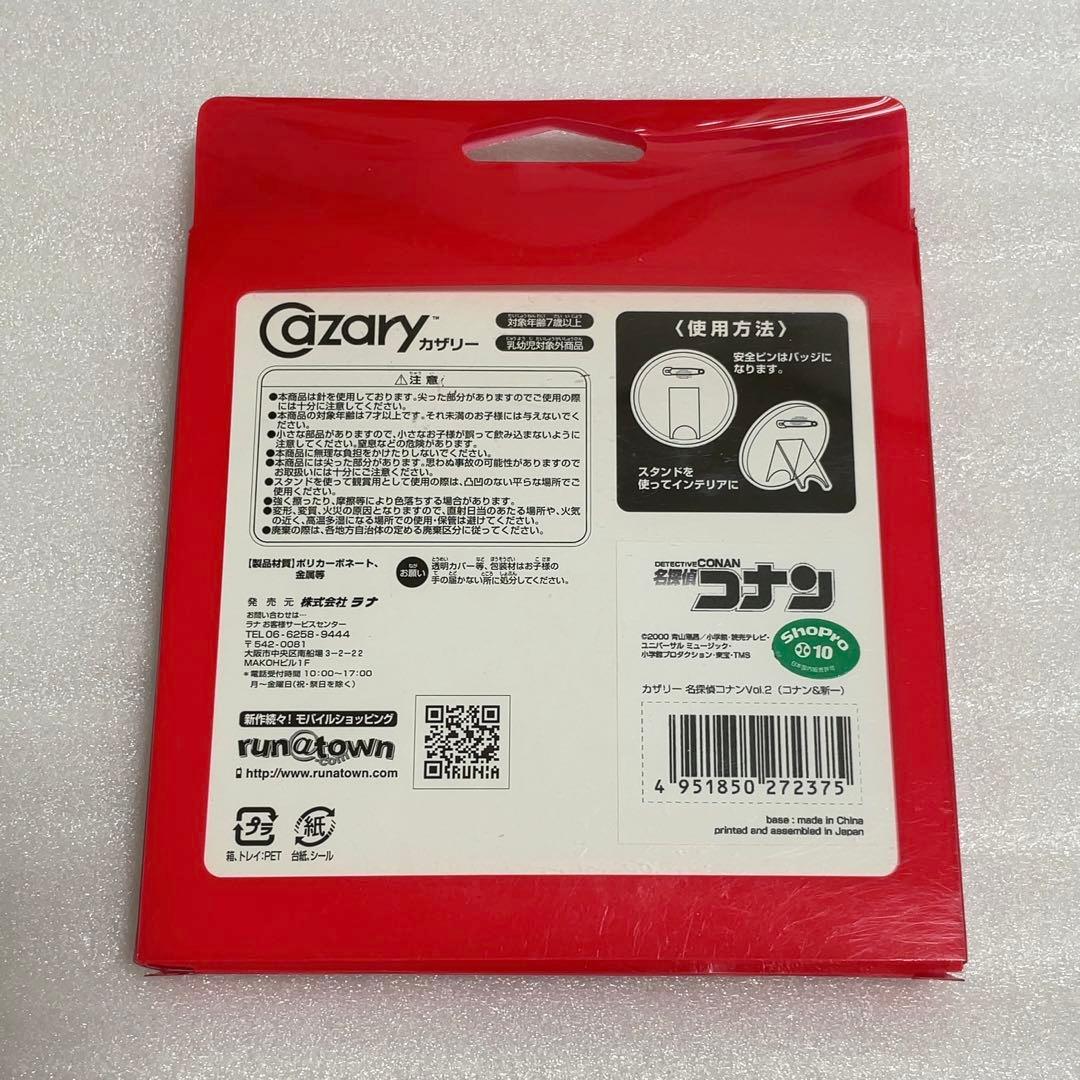 Cazary™
カザリー
対象年齢7歳以上
乳幼児対象外商品
⚠注意
●本商品は針を使用しております。尖った部分がありますのでご使用の際
には十分に注意してください。
●本商品の対象年齢は7才以上です。それ未満のお子様には与えないでく
ださい。
●小さな部品がありますので、小さなお子様が誤って飲み込まないように
注意してください。窒息などの危険があります。
●本商品に無理な負担をかけたりしないでください。
●本商品には尖った部分があります。思わぬ事故の可能性がありますので
お取扱いには十分にご注意ください。
●スタンドを使って観賞用として使用の際は、凸凹のない平らな場所でご
使用ください。
●強く擦ったり、摩擦等により色落ちする場合があります。
●変形、変質、火災の原因となりますので、直射日当のあたる場所や、火気
の近く、高温多湿になる場所での使用・保管は避けてください。
●廃棄の際は、各地方自治体の定める廃棄区分に従ってください。
【製品材質】ポリカーボネート、
金属等
お願い
透明カバー等、包装材はお子様の
手の届かない所に処分してください。
発売元 株式会社ラナ
お問い合わせは…
ラナ お客様サービスセンター
TEL 06-6258-9444
〒542-0081
大阪市中央区南船場3-2-22
MAKOHビル1F
*電話受付時間 10:00~17:00
月~金曜日(祝・祭日を除く)
新作続々!モバイルショッピング
run@town
.com
http://www.runatown.com
RUNA
プラ
箱、トレイ:PET
紙
台紙、シール
〈使用方法〉
安全ピンはバッジに
なります。
スタンドを
使ってインテリアに
DETECTIVE CONAN
名探偵コナン
©2000 青山剛昌/小学館・読売テレビ・
ユニバーサル ミュージック・
小学館プロダクション・東宝・TMS
ShoPro
10
日本国内販売許可
カザリー 名探偵コナンVol.2(コナン&新一)
4 951850 272375
base : made in China
printed and assembled in Japan